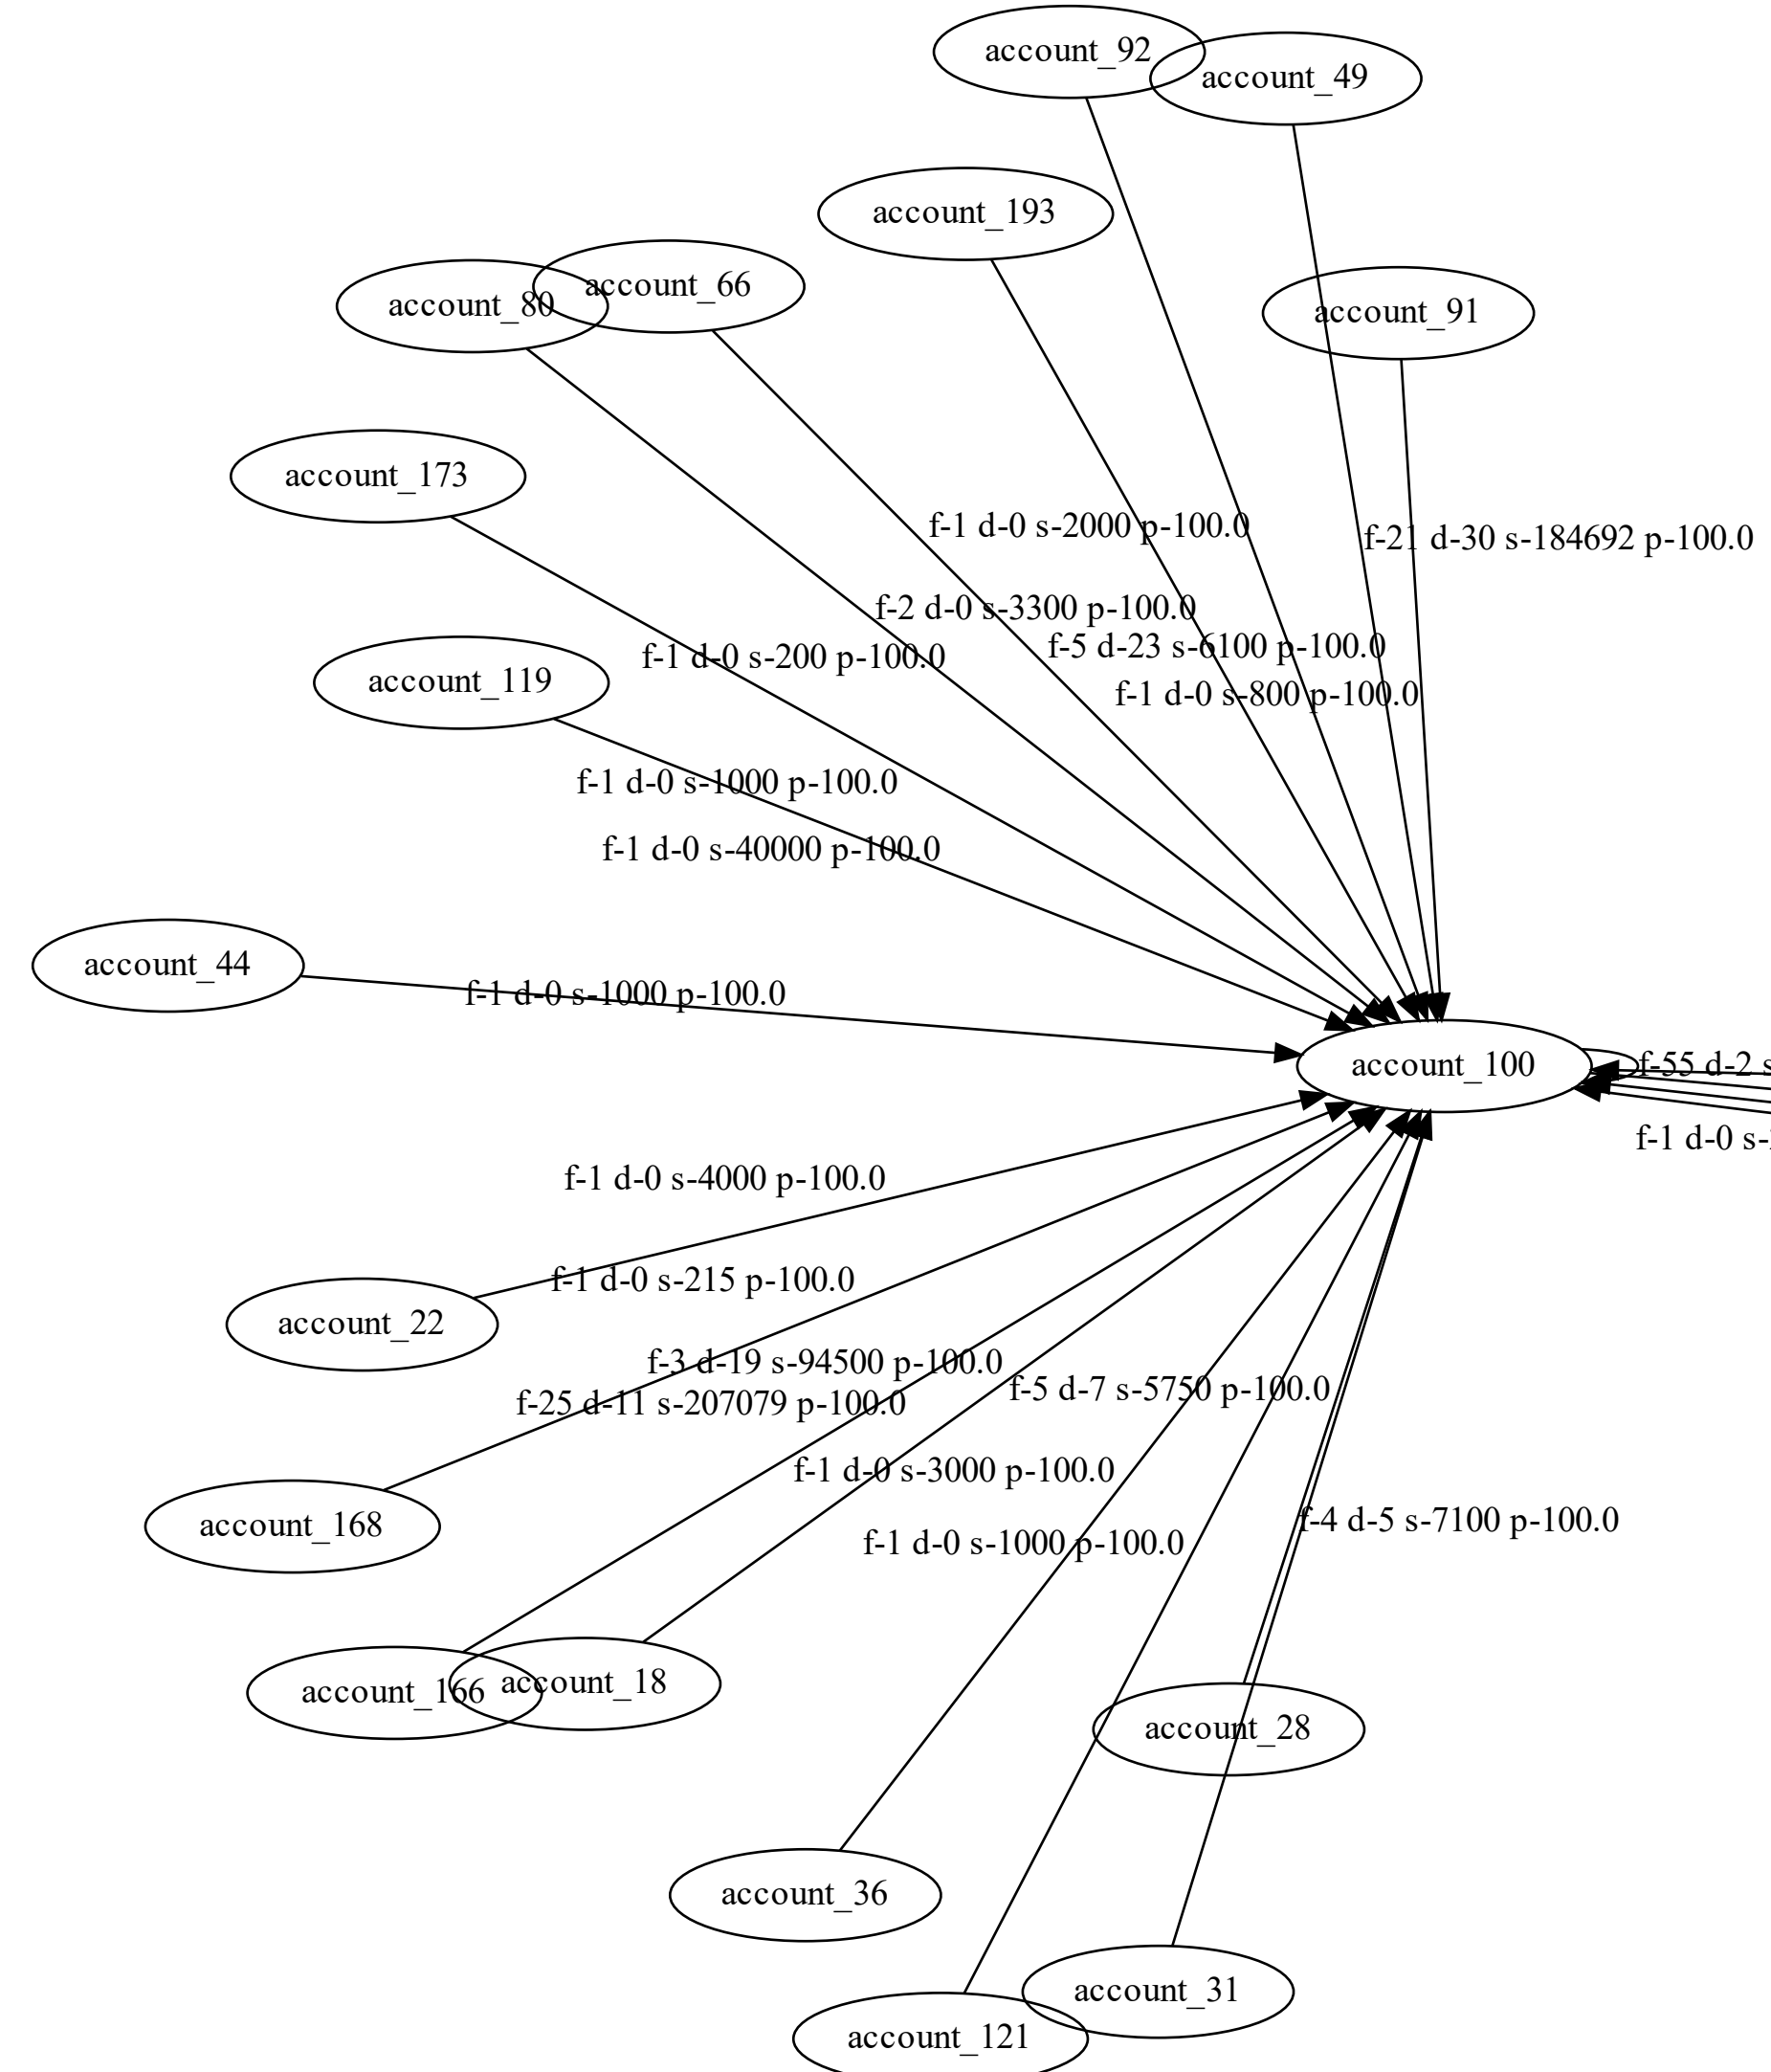 account_92
account_49
account_193
account_66
account_80
account_91
account_173
f-1 d-0 s-2000 p-100.0
f-21 d-30 s-184692 p-100.0
f-2 d-0 s-3300 p-100.0
f-5 d-23 s-6100 p-100.0
f-1 d-0 s-200 p-100.0
account_119
f-1 d-0 s-800 p-100.0
f-1 d-0 s-1000 p-100.0
f-1 d-0 s-40000 p-100.0
account_44
f-1 d-0 s-1000 p-100.0
account_100
f-55 d-2 s
f-1 d-0 s-
f-1 d-0 s-4000 p-100.0
f-1 d-0 s-215 p-100.0
account_22
f-3 d-19 s-94500 p-100.0
f-5 d-7 s-5750 p-100.0
f-25 d-11 s-207079 p-100.0
f-1 d-0 s-3000 p-100.0
account_168
f-4 d-5 s-7100 p-100.0
f-1 d-0 s-1000 p-100.0
account_166
account_18
account_28
account_36
account_31
account_121